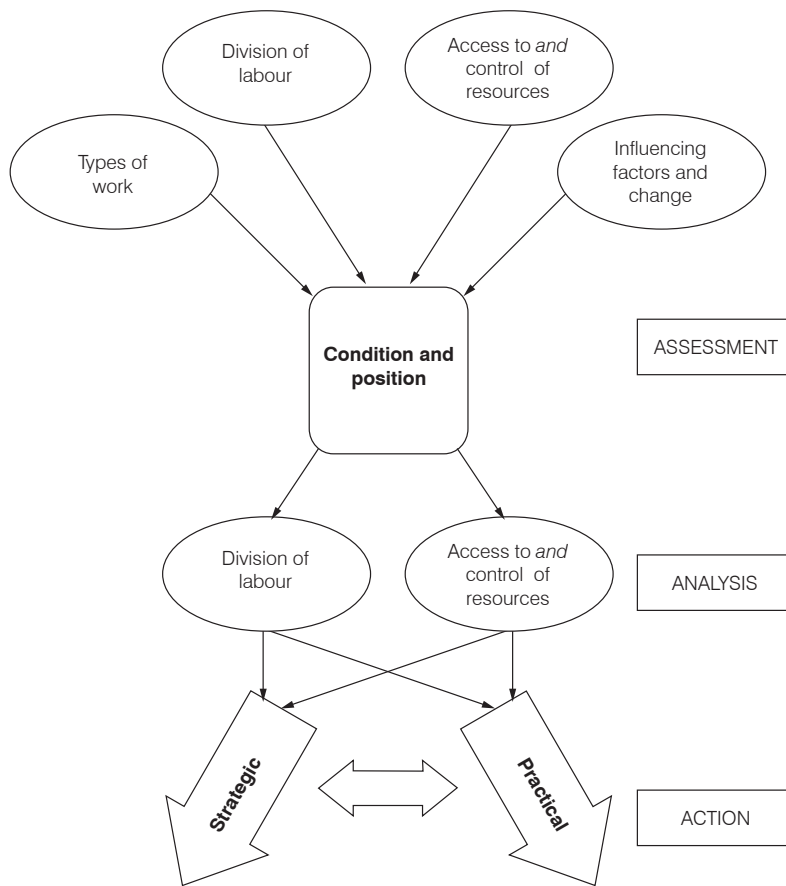 Division of
labour
Access to and
control of
resources
Types of
work
Influencing
factors and
change
Condition and
position
ASSESSMENT
Division of
labour
Access to and
control of
resources
ANALYSIS
Strategic
Practical
ACTION